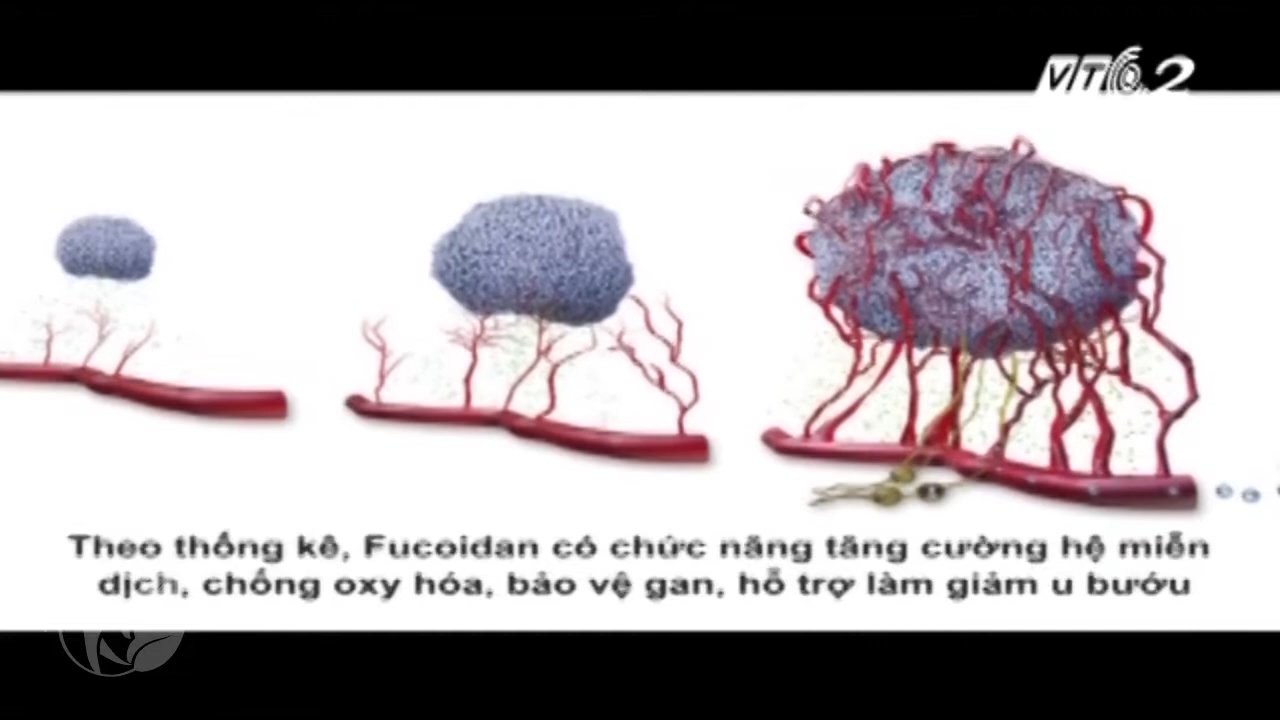 VTC 2
Theo thống kê, Fucoidan có chức năng tăng cường hệ miễn
dịch, chống oxy hóa, bảo vệ gan, hỗ trợ làm giảm u bướu